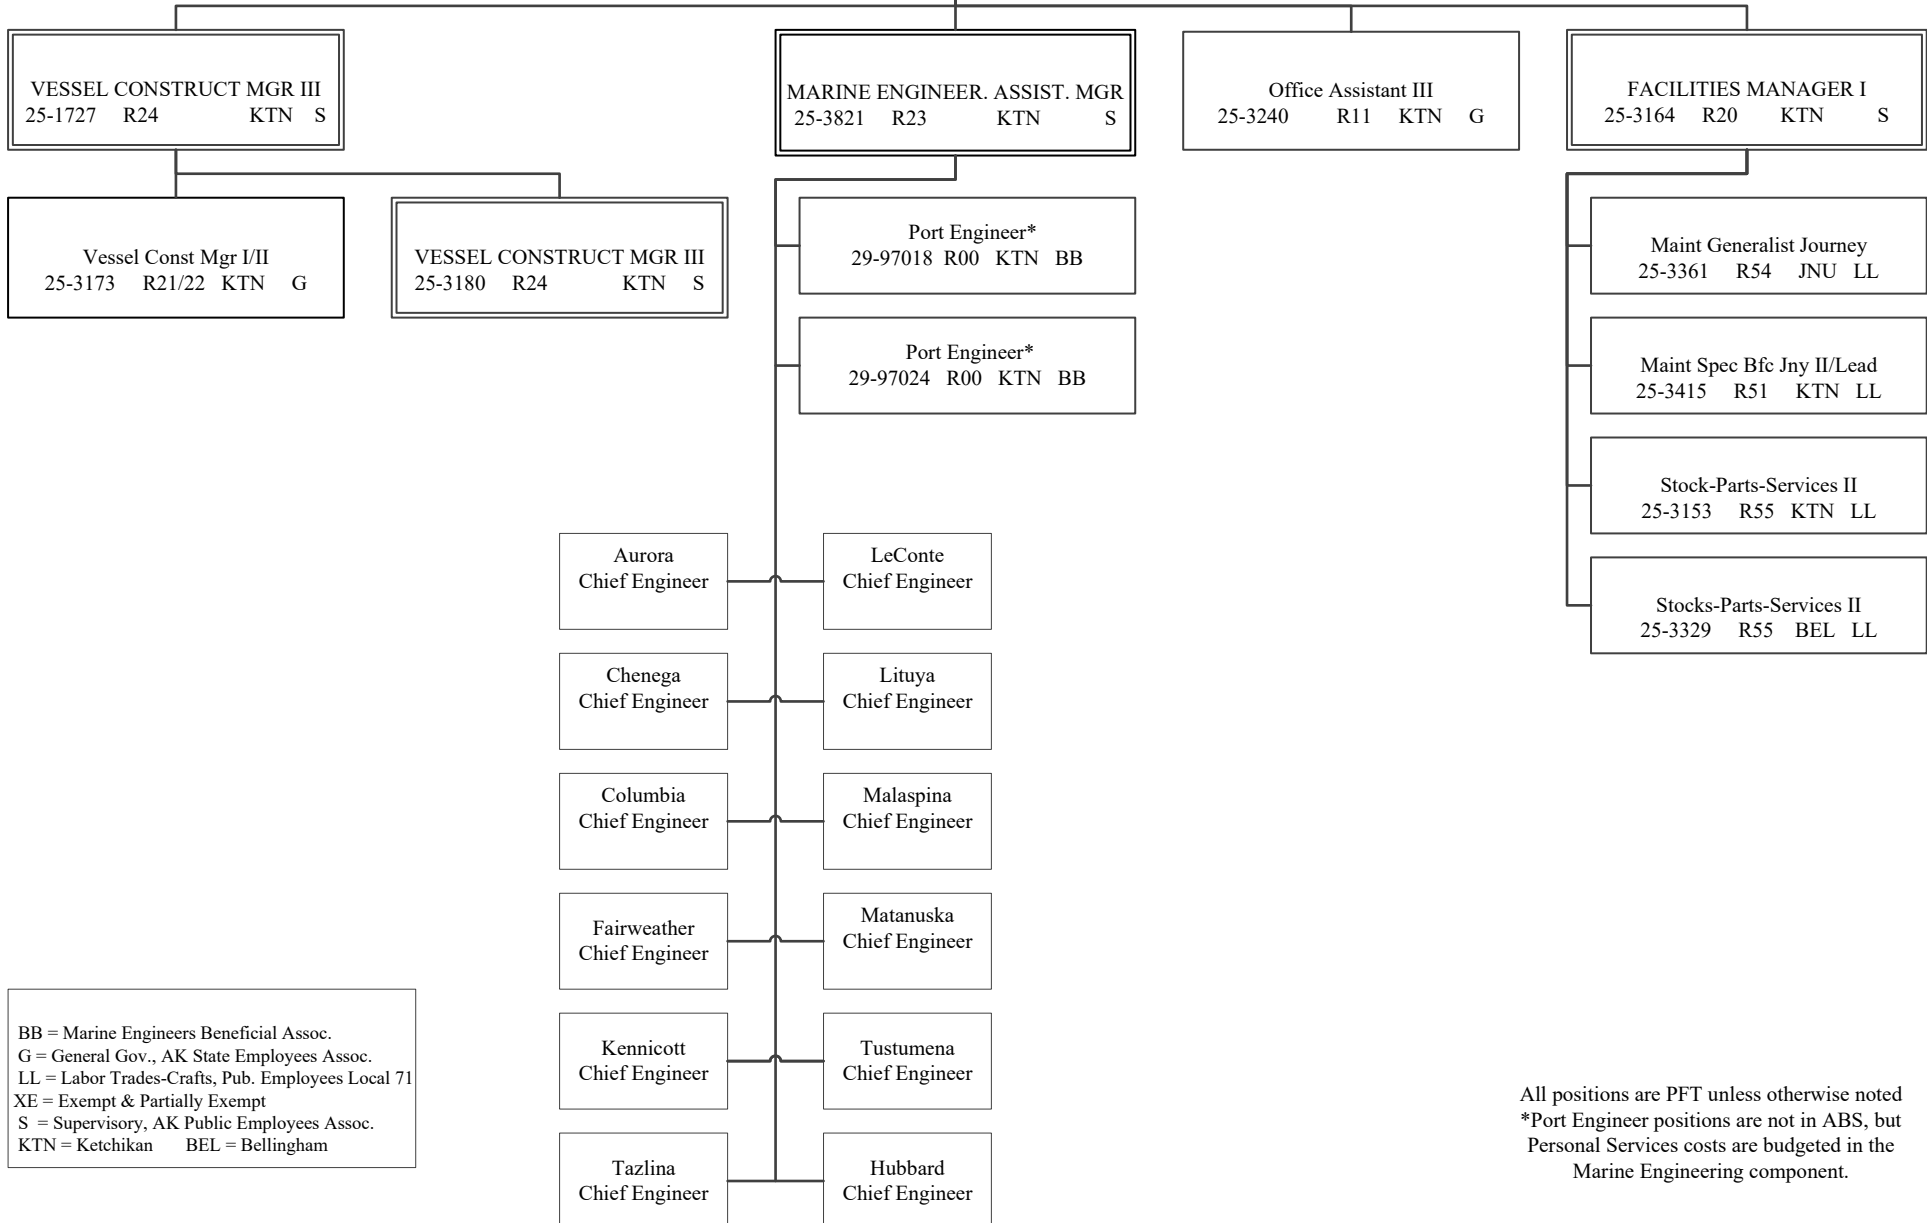 VESSEL CONSTRUCT MGR III
25-1727 R24 KTN S
MARINE ENGINEER. ASSIST. MGR
25-3821 R23 KTN S
Office Assistant III
25-3240 R11 KTN G
FACILITIES MANAGER I
25-3164 R20 KTN S
Vessel Const Mgr I/II
25-3173 R21/22 KTN G
VESSEL CONSTRUCT MGR III
25-3180 R24 KTN S
Port Engineer*
29-97018 R00 KTN BB
Port Engineer*
29-97024 R00 KTN BB
Maint Generalist Journey
25-3361 R54 JNU LL
Maint Spec Bfc Jny II/Lead
25-3415 R51 KTN LL
Stock-Parts-Services II
25-3153 R55 KTN LL
Stocks-Parts-Services II
25-3329 R55 BEL LL
Aurora
Chief Engineer
LeConte
Chief Engineer
Chenega
Chief Engineer
Lituya
Chief Engineer
Columbia
Chief Engineer
Malaspina
Chief Engineer
Fairweather
Chief Engineer
Matanuska
Chief Engineer
Kennicott
Chief Engineer
Tustumena
Chief Engineer
Tazlina
Chief Engineer
Hubbard
Chief Engineer
BB = Marine Engineers Beneficial Assoc.
G = General Gov., AK State Employees Assoc.
LL = Labor Trades-Crafts, Pub. Employees Local 71
XE = Exempt & Partially Exempt
S = Supervisory, AK Public Employees Assoc.
KTN = Ketchikan BEL = Bellingham
All positions are PFT unless otherwise noted
*Port Engineer positions are not in ABS, but
Personal Services costs are budgeted in the
Marine Engineering component.